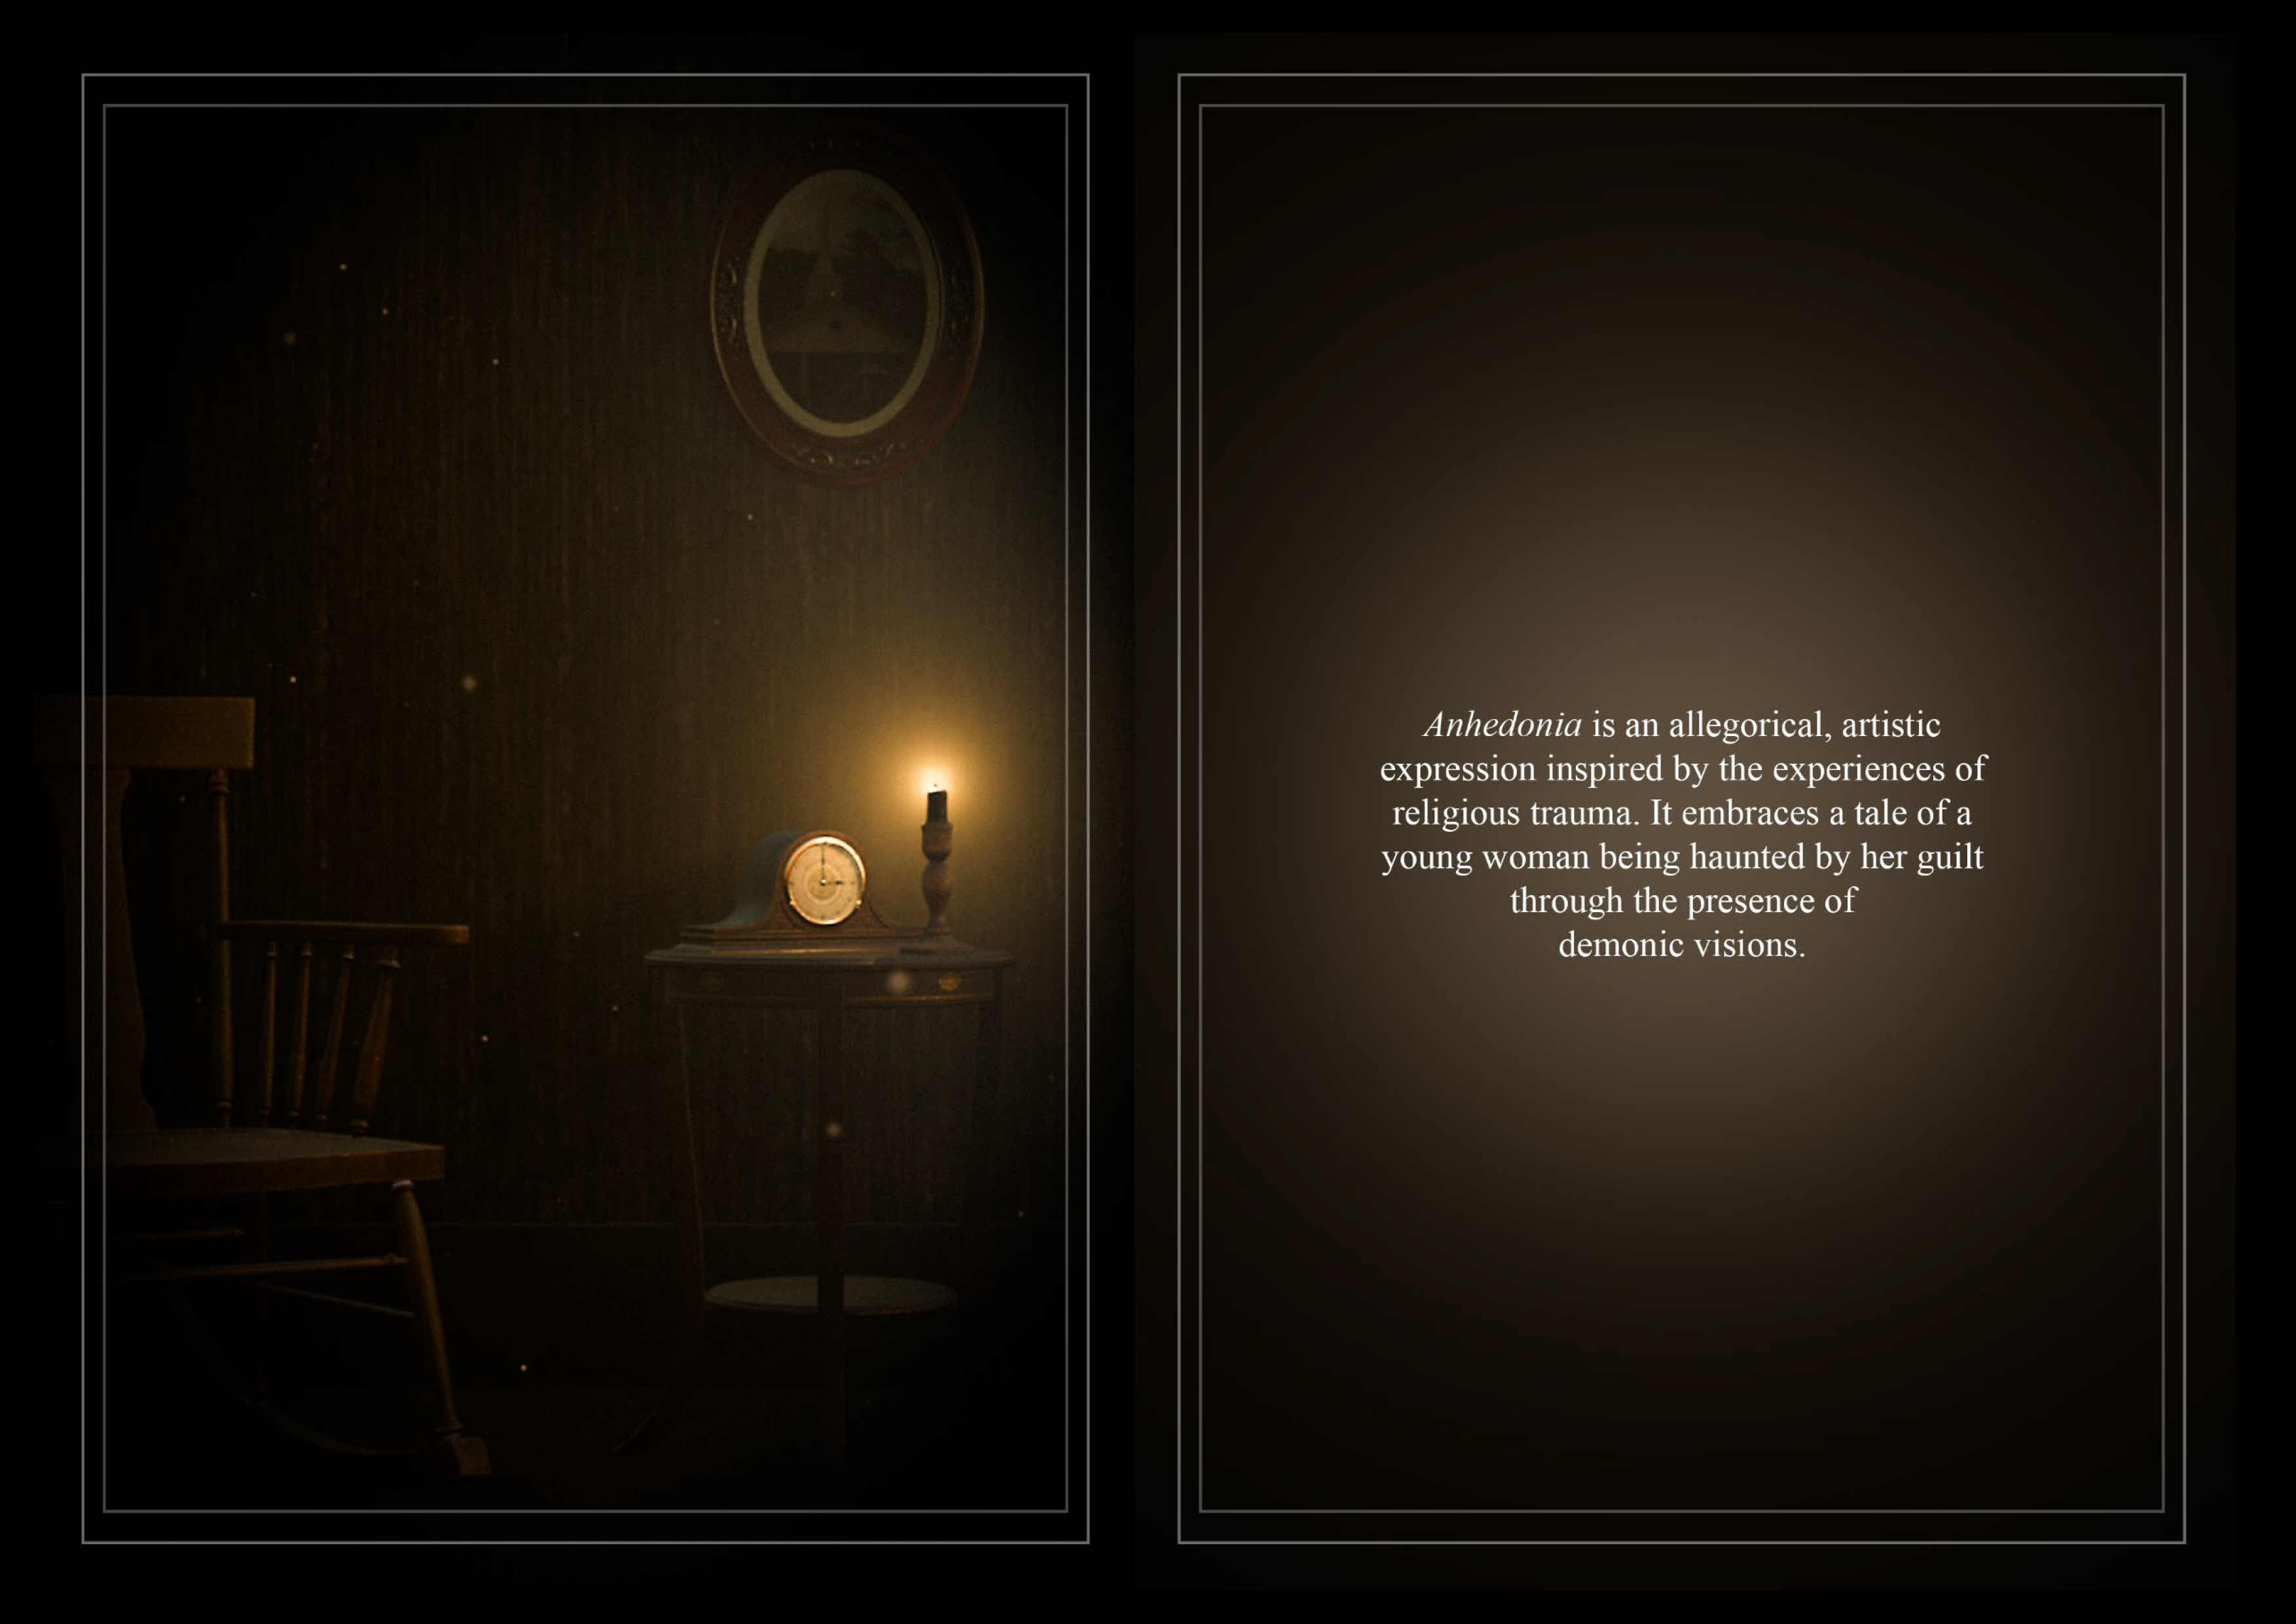 Anhedonia is an allegorical, artistic
expression inspired by the experiences of
religious trauma. It embraces a tale of a
young woman being haunted by her guilt
through the presence of
demonic visions.